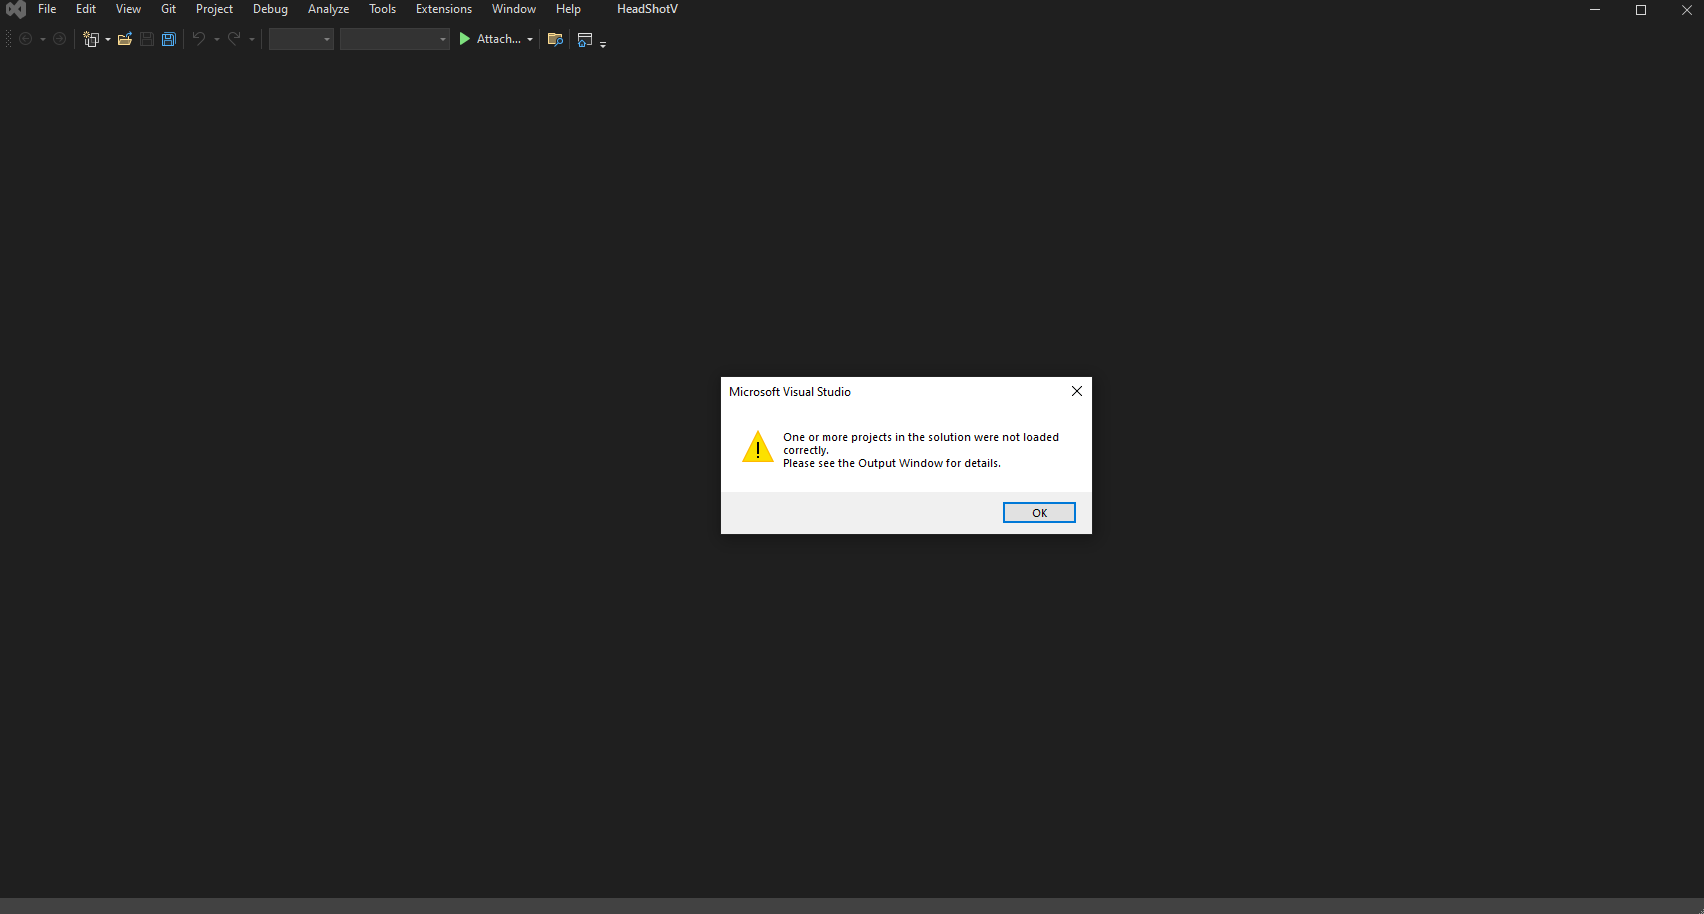 File Edit View Git Project Debug Analyze Tools Extensions Window Help HeadShotV
Attach...
Microsoft Visual Studio
One or more projects in the solution were not loaded
correctly.
Please see the Output Window for details.
OK